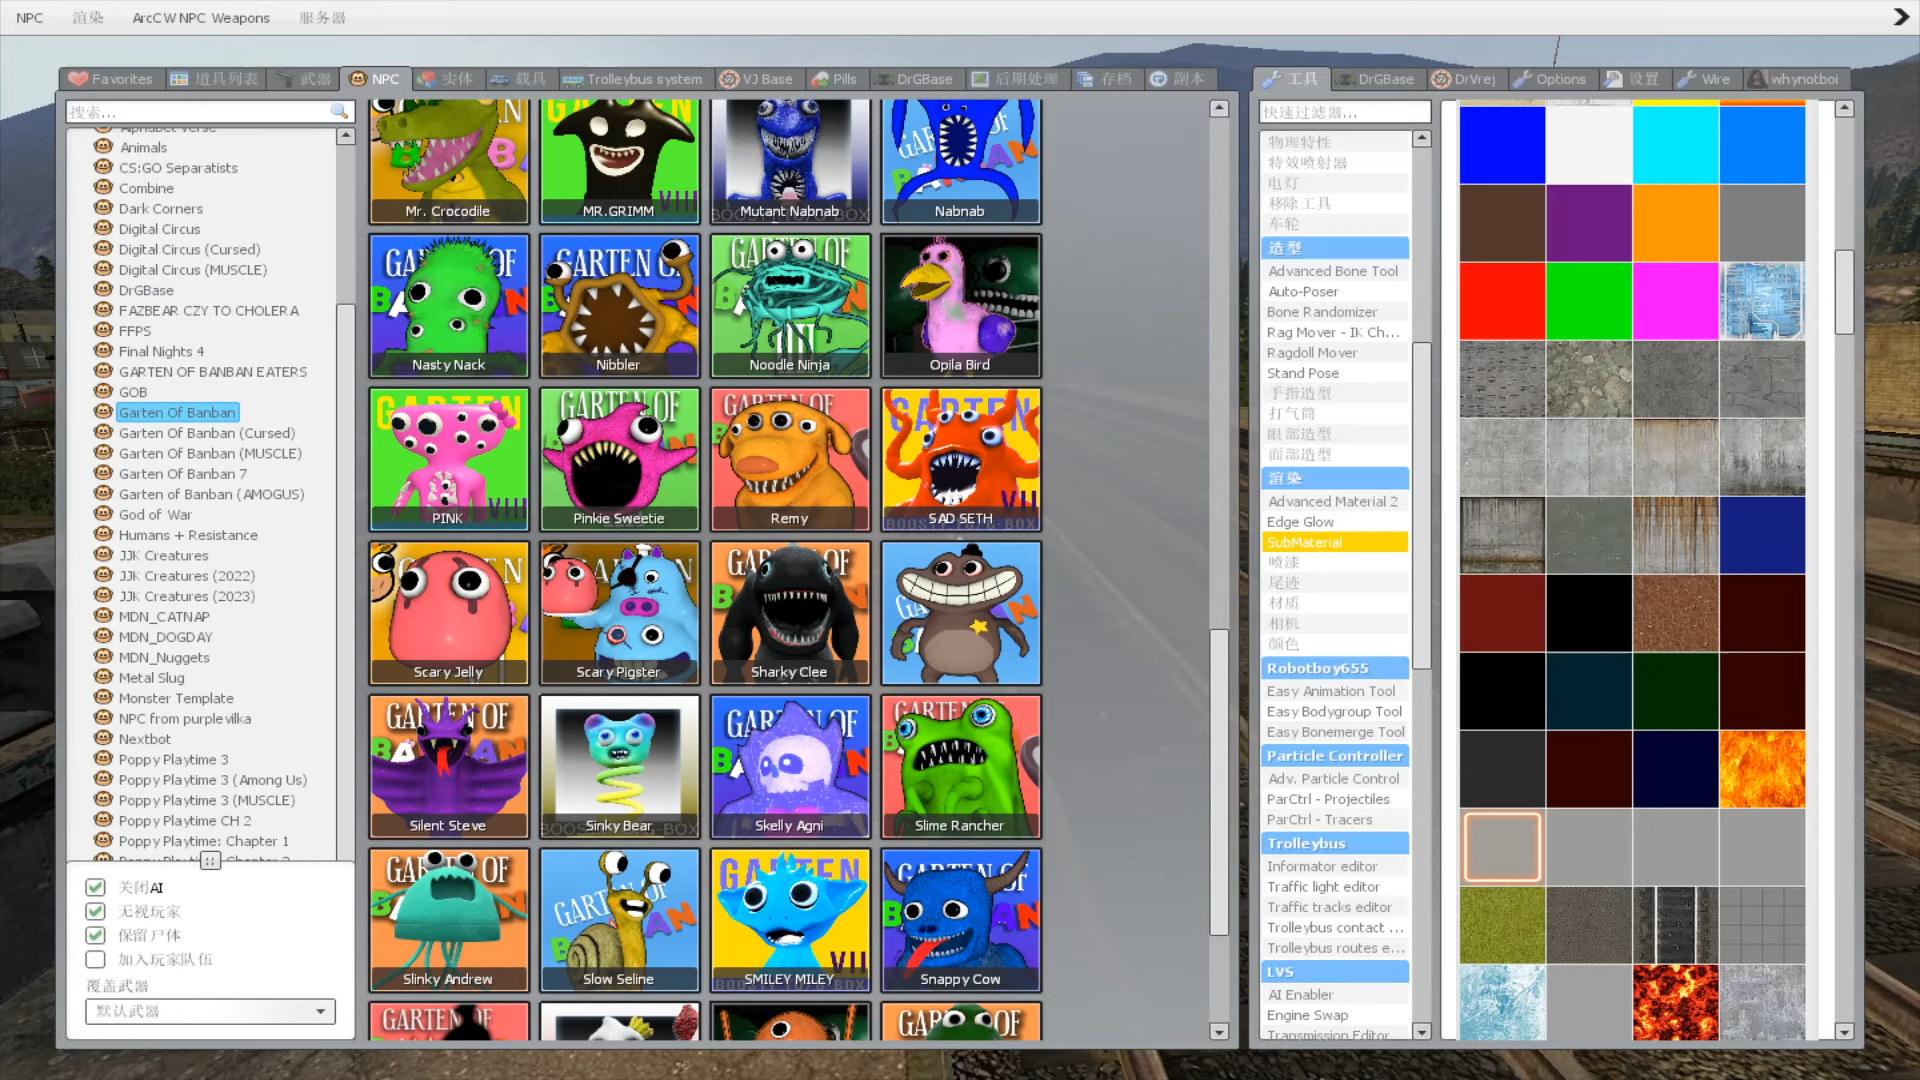 NPC 渲染 ArcCW NPC Weapons 服务器
Favorites 道具列表 武器 NPC 实体 载具 Trolleybus system VJ Base Pills DrGBase 后期处理 存档 副本
工具 DrGBase DrVrej Options 设置 Wire whynotboi
搜索...
Alphabet Verse
Animals
CS:GO Separatists
Combine
Dark Corners
Digital Circus
Digital Circus (Cursed)
Digital Circus (MUSCLE)
DrGBase
FAZBEAR CZY TO CHOLERA
FFPS
Final Nights 4
GARTEN OF BANBAN EATERS
GOB
Garten Of Banban
Garten Of Banban (Cursed)
Garten Of Banban (MUSCLE)
Garten Of Banban 7
Garten of Banban (AMOGUS)
God of War
Humans + Resistance
JJK Creatures
JJK Creatures (2022)
JJK Creatures (2023)
MDN_CATNAP
MDN_DOGDAY
MDN_Nuggets
Metal Slug
Monster Template
NPC from purplevilka
Nextbot
Poppy Playtime 3
Poppy Playtime 3 (Among Us)
Poppy Playtime 3 (MUSCLE)
Poppy Playtime CH 2
Poppy Playtime: Chapter 1
关闭AI
无视玩家
保留尸体
加入玩家队伍
覆盖武器
默认武器
Mr. Crocodile
MR.GRIMM
Mutant Nabnab
Nabnab
Nasty Nack
Nibbler
Noodle Ninja
Opila Bird
PINK
Pinkie Sweetie
Remy
SAD SETH
Scary Jelly
Scary Pigster
Sharky Clee
Silent Steve
Sinky Bear
Skelly Agni
Slime Rancher
Slinky Andrew
Slow Seline
SMILEY MILEY
Snappy Cow
快速过滤器...
物理特性
特效喷射器
电灯
移除工具
车轮
造型
Advanced Bone Tool
Auto-Poser
Bone Randomizer
Rag Mover - IK Ch...
Ragdoll Mover
Stand Pose
手指造型
打气筒
眼部造型
面部造型
渲染
Advanced Material 2
Edge Glow
SubMaterial
喷漆
尾迹
材质
相机
颜色
Robotboy655
Easy Animation Tool
Easy Bodygroup Tool
Easy Bonemerge Tool
Particle Controller
Adv. Particle Control
ParCtrl - Projectiles
ParCtrl - Tracers
Trolleybus
Informator editor
Traffic light editor
Traffic tracks editor
Trolleybus contact ...
Trolleybus routes e...
LVS
AI Enabler
Engine Swap
Transmission Editor